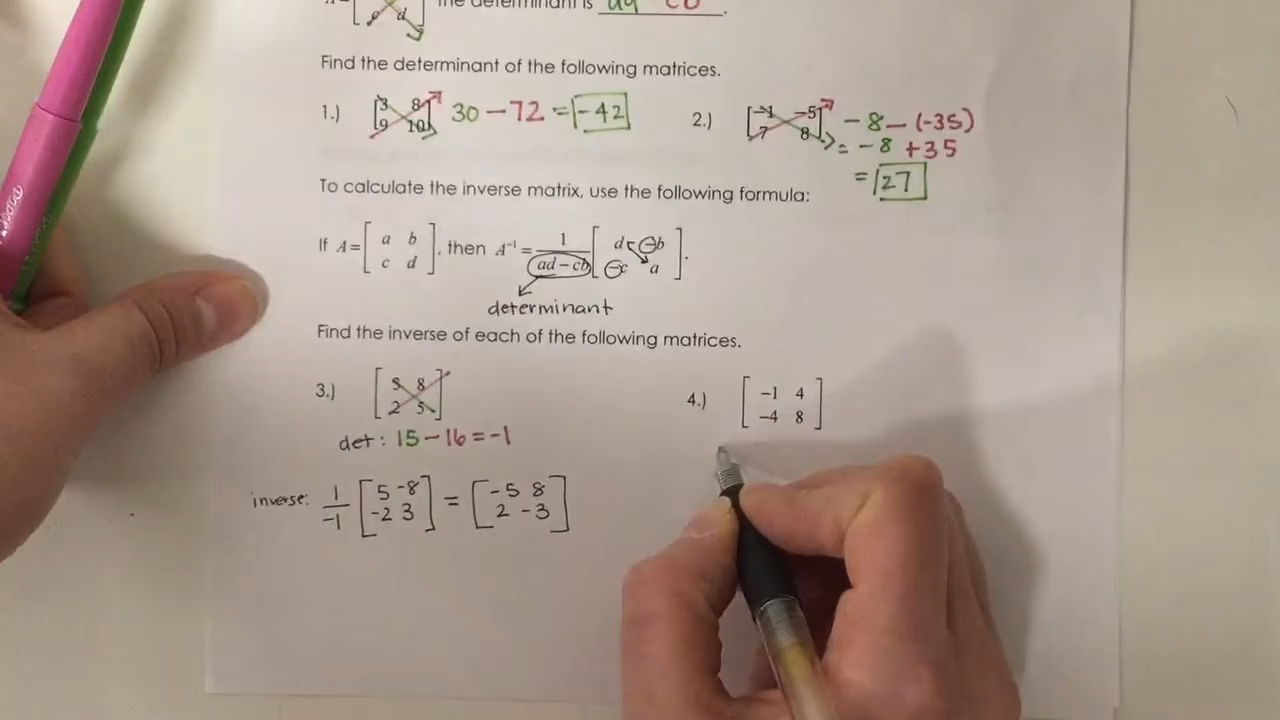 the determinant is ad - cb.
Find the determinant of the following matrices.
1.) [3 8
9 10] 30 - 72 = -42
2.) [-1 -5
7 8] - 8 - (-35)
= - 8 + 35
= 27
To calculate the inverse matrix, use the following formula:
If A = [a b
c d], then A⁻¹ = 1/(ad - cb) [d -b
-c a].
determinant
Find the inverse of each of the following matrices.
3.) [8
2 5]
det: 15 - 16 = -1
inverse: 1/-1 [5 -8
-2 3] = [-5 8
2 -3]
4.) [-1 4
-4 8]